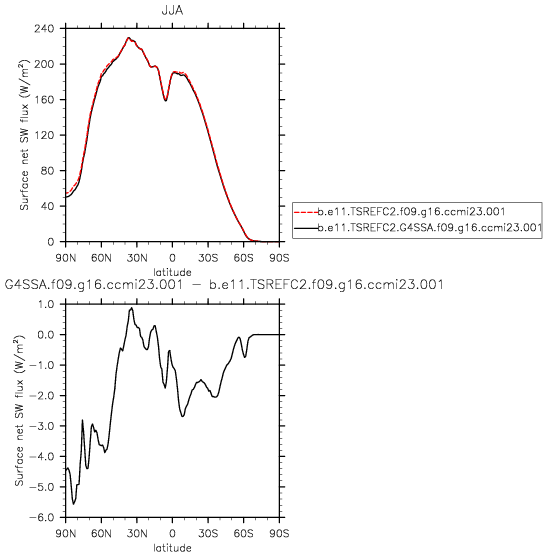 JJA
240
200
160
120
80
40
0
Surface net SW flux (W/m²)
90N 60N 30N 0 30S 60S 90S
latitude
b.e11.TSREFC2.f09.g16.ccmi23.001
b.e11.TSREFC2.G4SSA.f09.g16.ccmi23.001
G4SSA.f09.g16.ccmi23.001 - b.e11.TSREFC2.f09.g16.ccmi23.001
1.0
0.0
-1.0
-2.0
-3.0
-4.0
-5.0
-6.0
Surface net SW flux (W/m²)
90N 60N 30N 0 30S 60S 90S
latitude